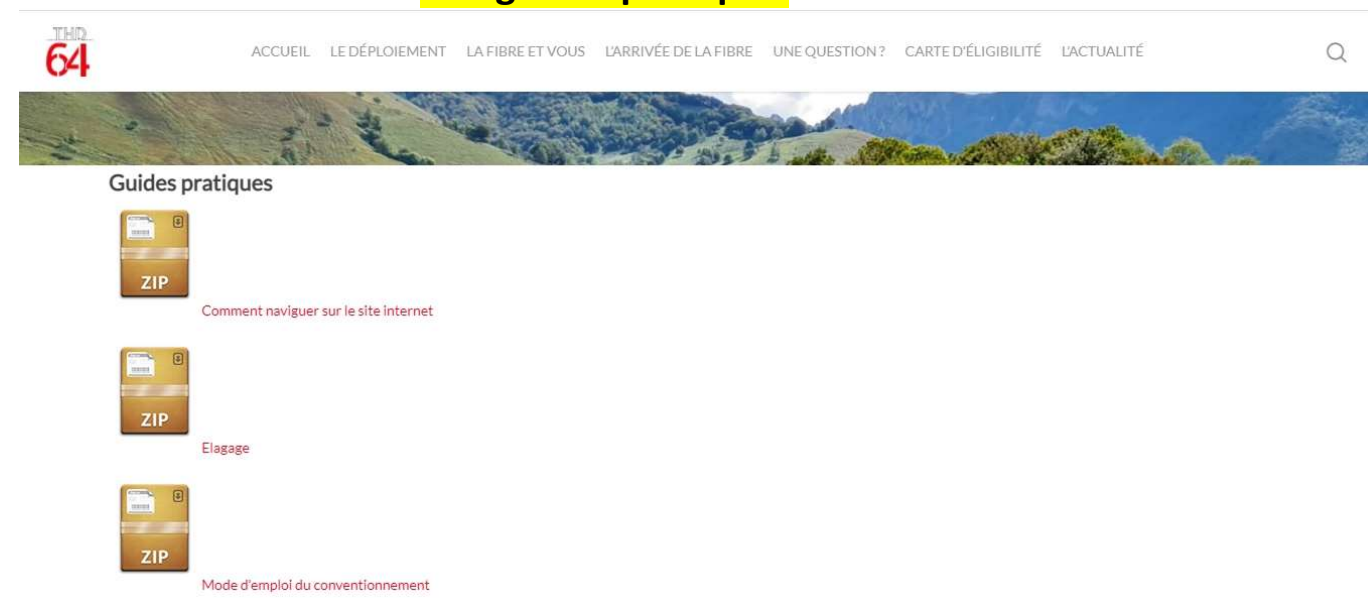 THD
64
ACCUEIL LE DÉPLOIEMENT LA FIBRE ET VOUS L'ARRIVÉE DE LA FIBRE UNE QUESTION ? CARTE D'ÉLIGIBILITÉ L'ACTUALITÉ
Guides pratiques
ZIP
Comment naviguer sur le site internet
ZIP
Elagage
ZIP
Mode d'emploi du conventionnement